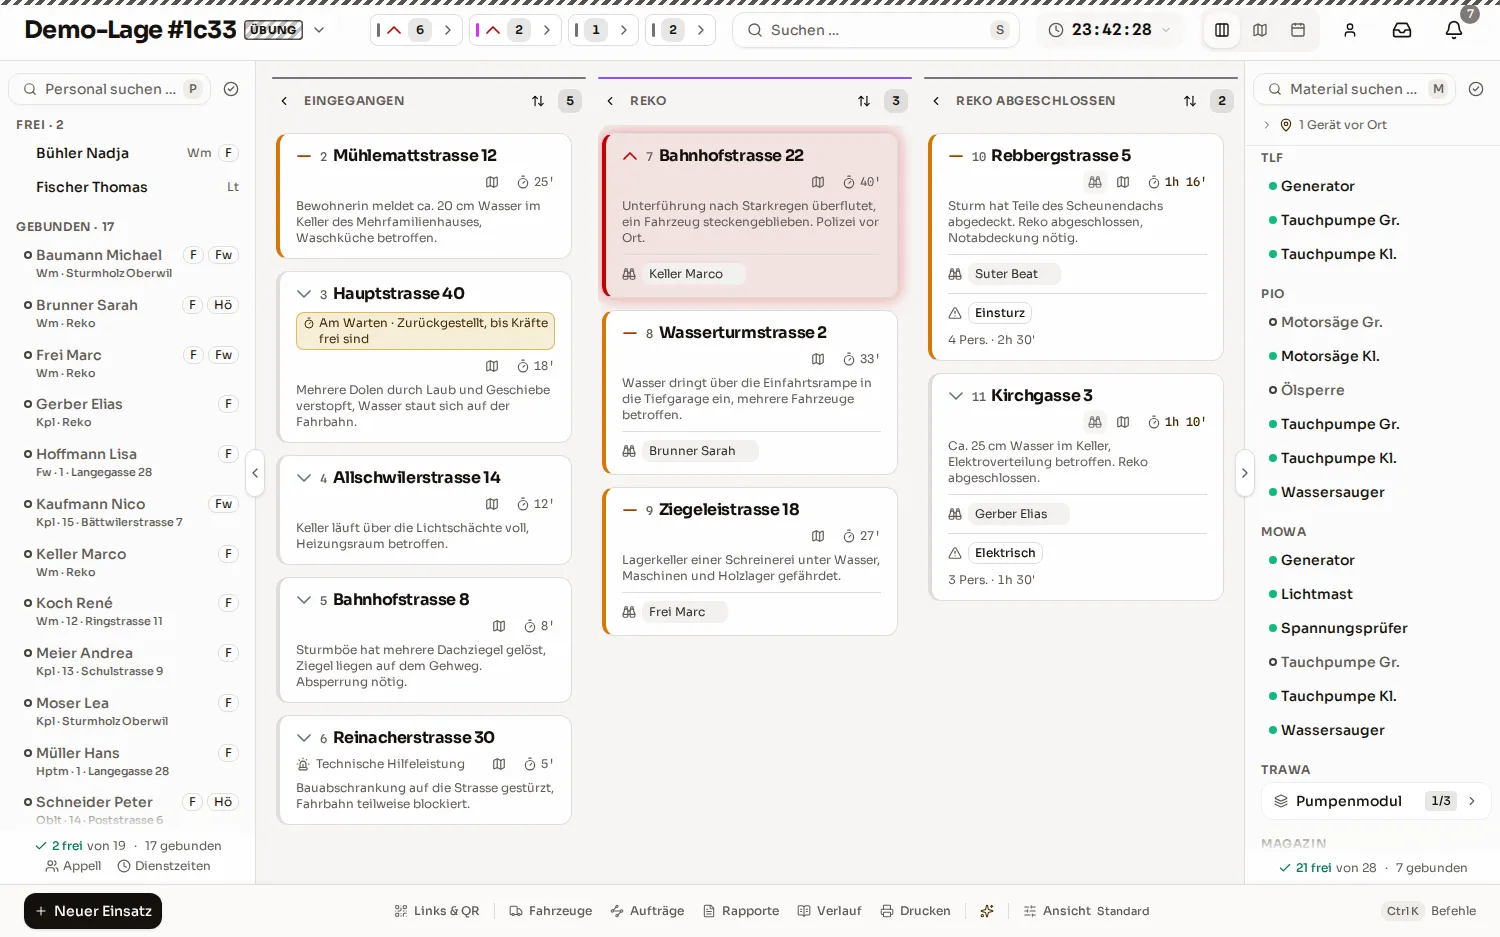 Demo-Lage #1c33 ÜBUNG
6
2
1
2
Suchen ... S
23:42:28
7
Personal suchen ... P
FREI · 2
Bühler Nadja Wm F
Fischer Thomas Lt
GEBUNDEN · 17
Baumann Michael F Fw
Wm · Sturmholz Oberwil
Brunner Sarah F Hö
Wm · Reko
Frei Marc F Fw
Wm · Reko
Gerber Elias F
Kpl · Reko
Hoffmann Lisa F
Fw · 1 · Langegasse 28
Kaufmann Nico Fw
Kpl · 15 · Bättwilerstrasse 7
Keller Marco F
Wm · Reko
Koch René F
Wm · 12 · Ringstrasse 11
Meier Andrea F
Kpl · 13 · Schulstrasse 9
Moser Lea F
Kpl · Sturmholz Oberwil
Müller Hans F
Hptm · 1 · Langegasse 28
Schneider Peter F Hö
Oblt · 14 · Poststrasse 6
2 frei von 19 · 17 gebunden
Appell Dienstzeiten
EINGEGANGEN 5
2 Mühlemattstrasse 12
25'
Bewohnerin meldet ca. 20 cm Wasser im
Keller des Mehrfamilienhauses,
Waschküche betroffen.
3 Hauptstrasse 40
Am Warten · Zurückgestellt, bis Kräfte
frei sind
18'
Mehrere Dolen durch Laub und Geschiebe
verstopft, Wasser staut sich auf der
Fahrbahn.
4 Allschwilerstrasse 14
12'
Keller läuft über die Lichtschächte voll,
Heizungsraum betroffen.
5 Bahnhofstrasse 8
8'
Sturmböe hat mehrere Dachziegel gelöst,
Ziegel liegen auf dem Gehweg.
Absperrung nötig.
6 Reinacherstrasse 30
Technische Hilfeleistung 5'
Bauabschrankung auf die Strasse gestürzt,
Fahrbahn teilweise blockiert.
REKO 3
7 Bahnhofstrasse 22
40'
Unterführung nach Starkregen überflutet,
ein Fahrzeug steckengeblieben. Polizei vor
Ort.
Keller Marco
8 Wasserturmstrasse 2
33'
Wasser dringt über die Einfahrtsrampe in
die Tiefgarage ein, mehrere Fahrzeuge
betroffen.
Brunner Sarah
9 Ziegeleistrasse 18
27'
Lagerkeller einer Schreinerei unter Wasser,
Maschinen und Holzlager gefährdet.
Frei Marc
REKO ABGESCHLOSSEN 2
10 Rebbergstrasse 5
1h 16'
Sturm hat Teile des Scheunendachs
abgedeckt. Reko abgeschlossen,
Notabdeckung nötig.
Suter Beat
Einsturz
4 Pers. · 2h 30'
11 Kirchgasse 3
1h 10'
Ca. 25 cm Wasser im Keller,
Elektroverteilung betroffen. Reko
abgeschlossen.
Gerber Elias
Elektrisch
3 Pers. · 1h 30'
Material suchen ... M
1 Gerät vor Ort
TLF
Generator
Tauchpumpe Gr.
Tauchpumpe Kl.
PIO
Motorsäge Gr.
Motorsäge Kl.
Ölsperre
Tauchpumpe Gr.
Tauchpumpe Kl.
Wassersauger
MOWA
Generator
Lichtmast
Spannungsprüfer
Tauchpumpe Gr.
Tauchpumpe Kl.
Wassersauger
TRAWA
Pumpenmodul 1/3
MAGAZIN
21 frei von 28 · 7 gebunden
+ Neuer Einsatz
Links & QR
Fahrzeuge
Aufträge
Rapporte
Verlauf
Drucken
Ansicht Standard
Ctrl K Befehle